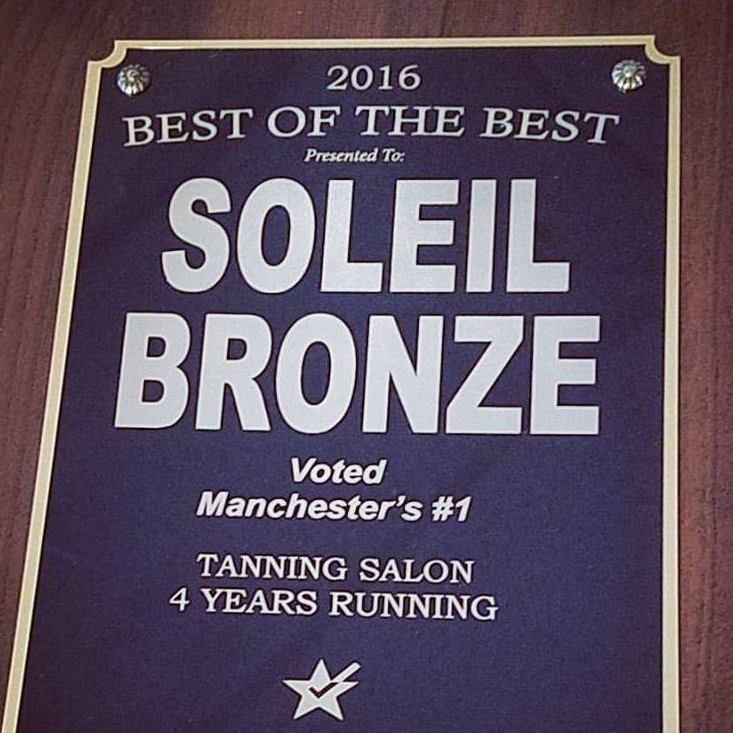 2016
BEST OF THE BEST
Presented To:
SOLEIL
BRONZE
Voted
Manchester's #1
TANNING SALON
4 YEARS RUNNING